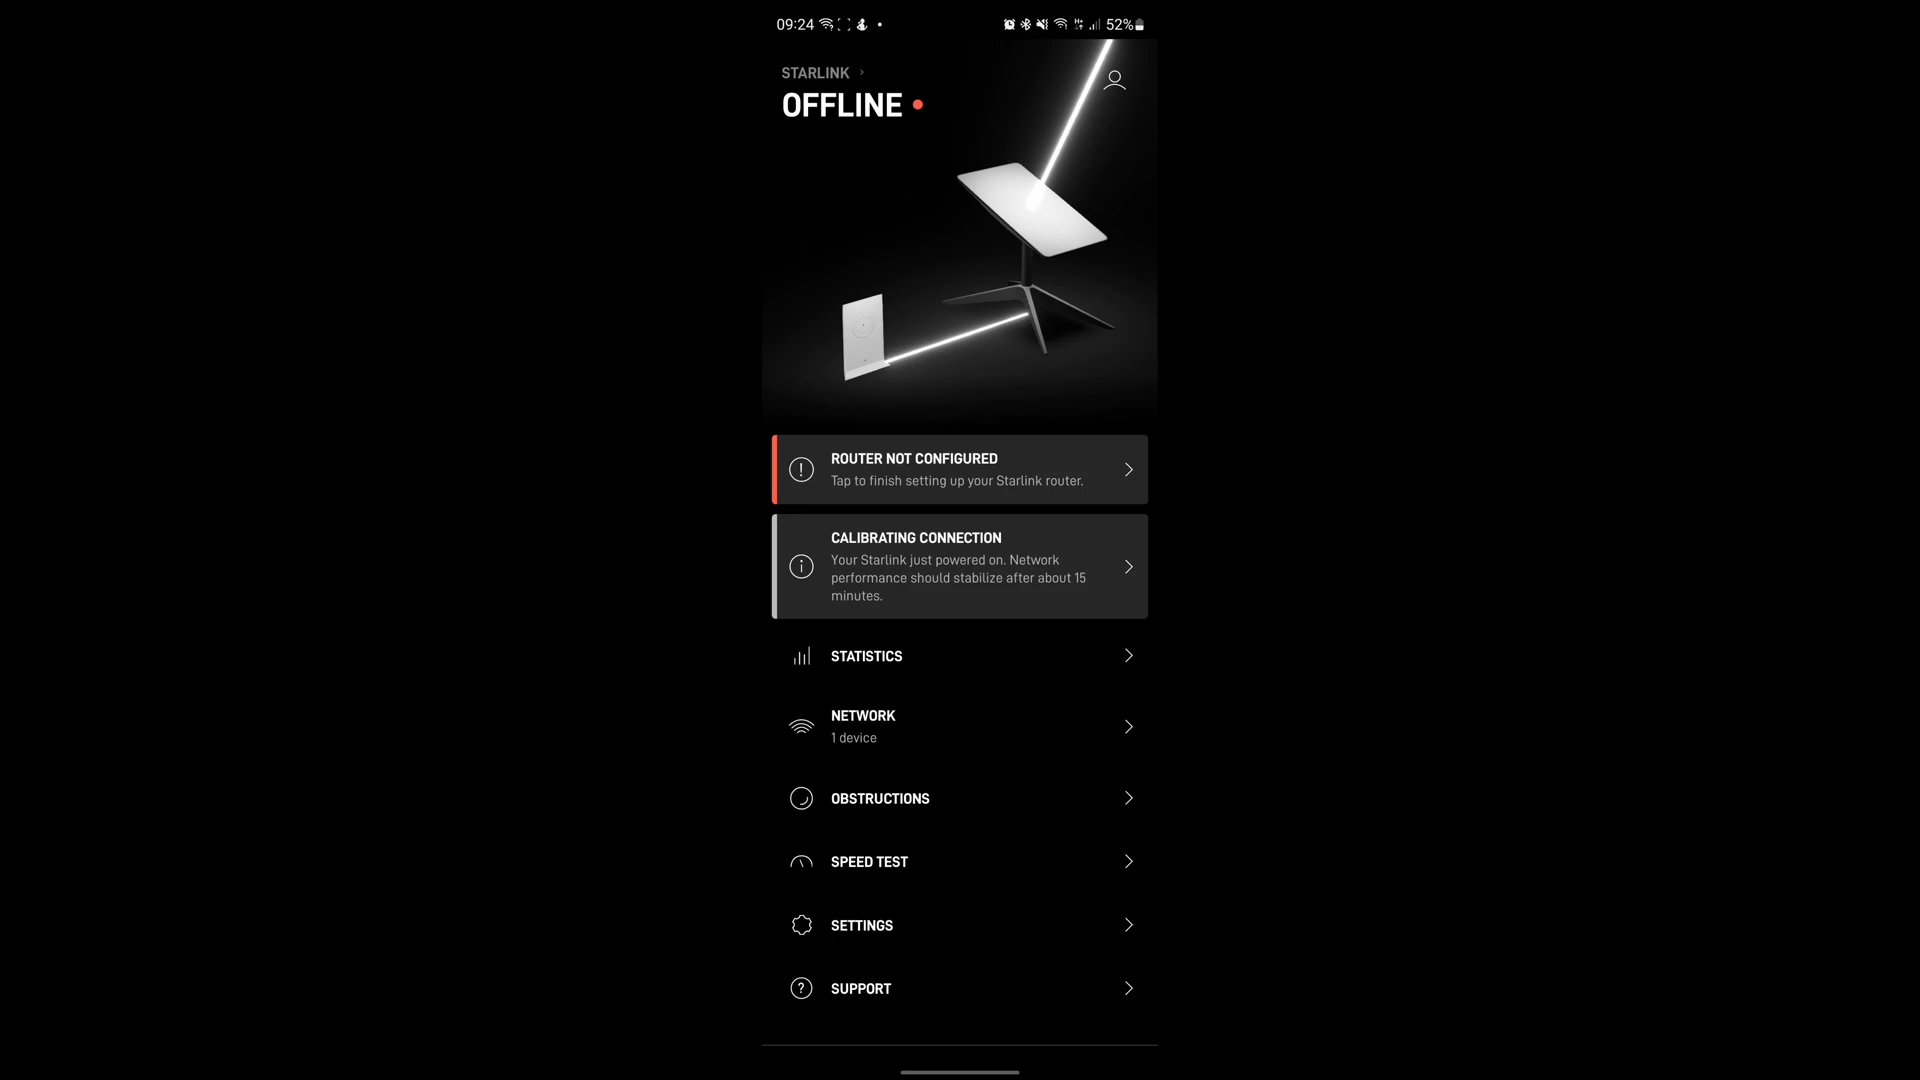 09:24
52%
STARLINK
OFFLINE
ROUTER NOT CONFIGURED
Tap to finish setting up your Starlink router.
CALIBRATING CONNECTION
Your Starlink just powered on. Network
performance should stabilize after about 15
minutes.
STATISTICS
NETWORK
1 device
OBSTRUCTIONS
SPEED TEST
SETTINGS
SUPPORT